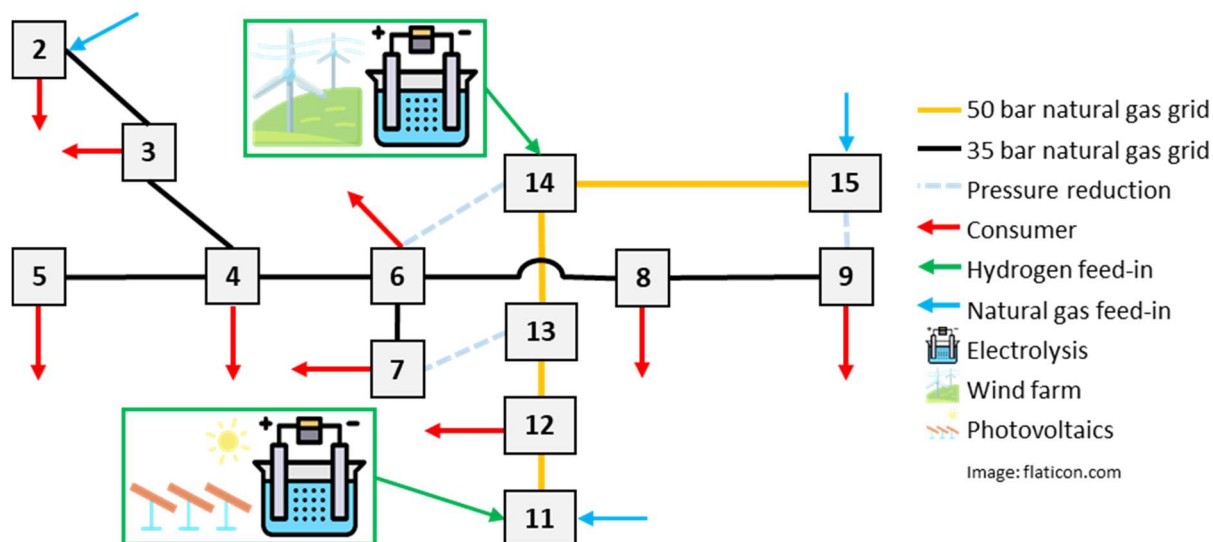 2
+ −
3
14
15
5
4
6
8
9
13
7
12
+ −
11
50 bar natural gas grid
35 bar natural gas grid
Pressure reduction
Consumer
Hydrogen feed-in
Natural gas feed-in
Electrolysis
Wind farm
Photovoltaics
Image: flaticon.com